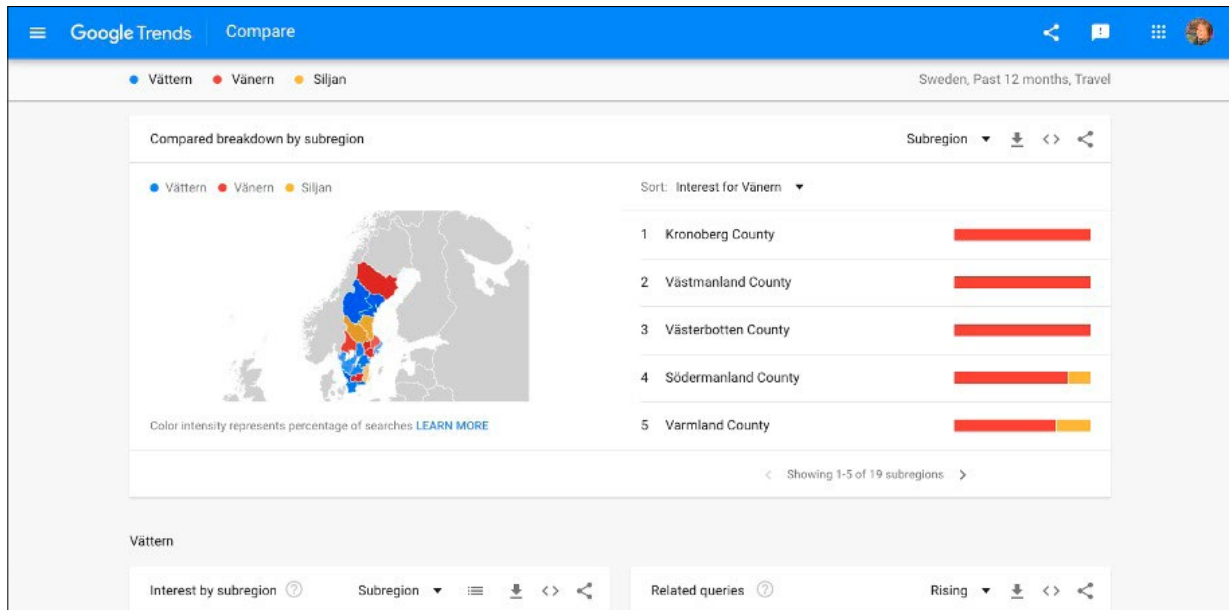 Google Trends Compare
Vättern Vänern Siljan Sweden, Past 12 months, Travel
Compared breakdown by subregion Subregion
Vättern Vänern Siljan
Sort: Interest for Vänern
1 Kronoberg County
2 Västmanland County
3 Västerbotten County
4 Södermanland County
5 Varmland County
Color intensity represents percentage of searches LEARN MORE
Showing 1-5 of 19 subregions
Vättern
Interest by subregion Subregion
Related queries Rising